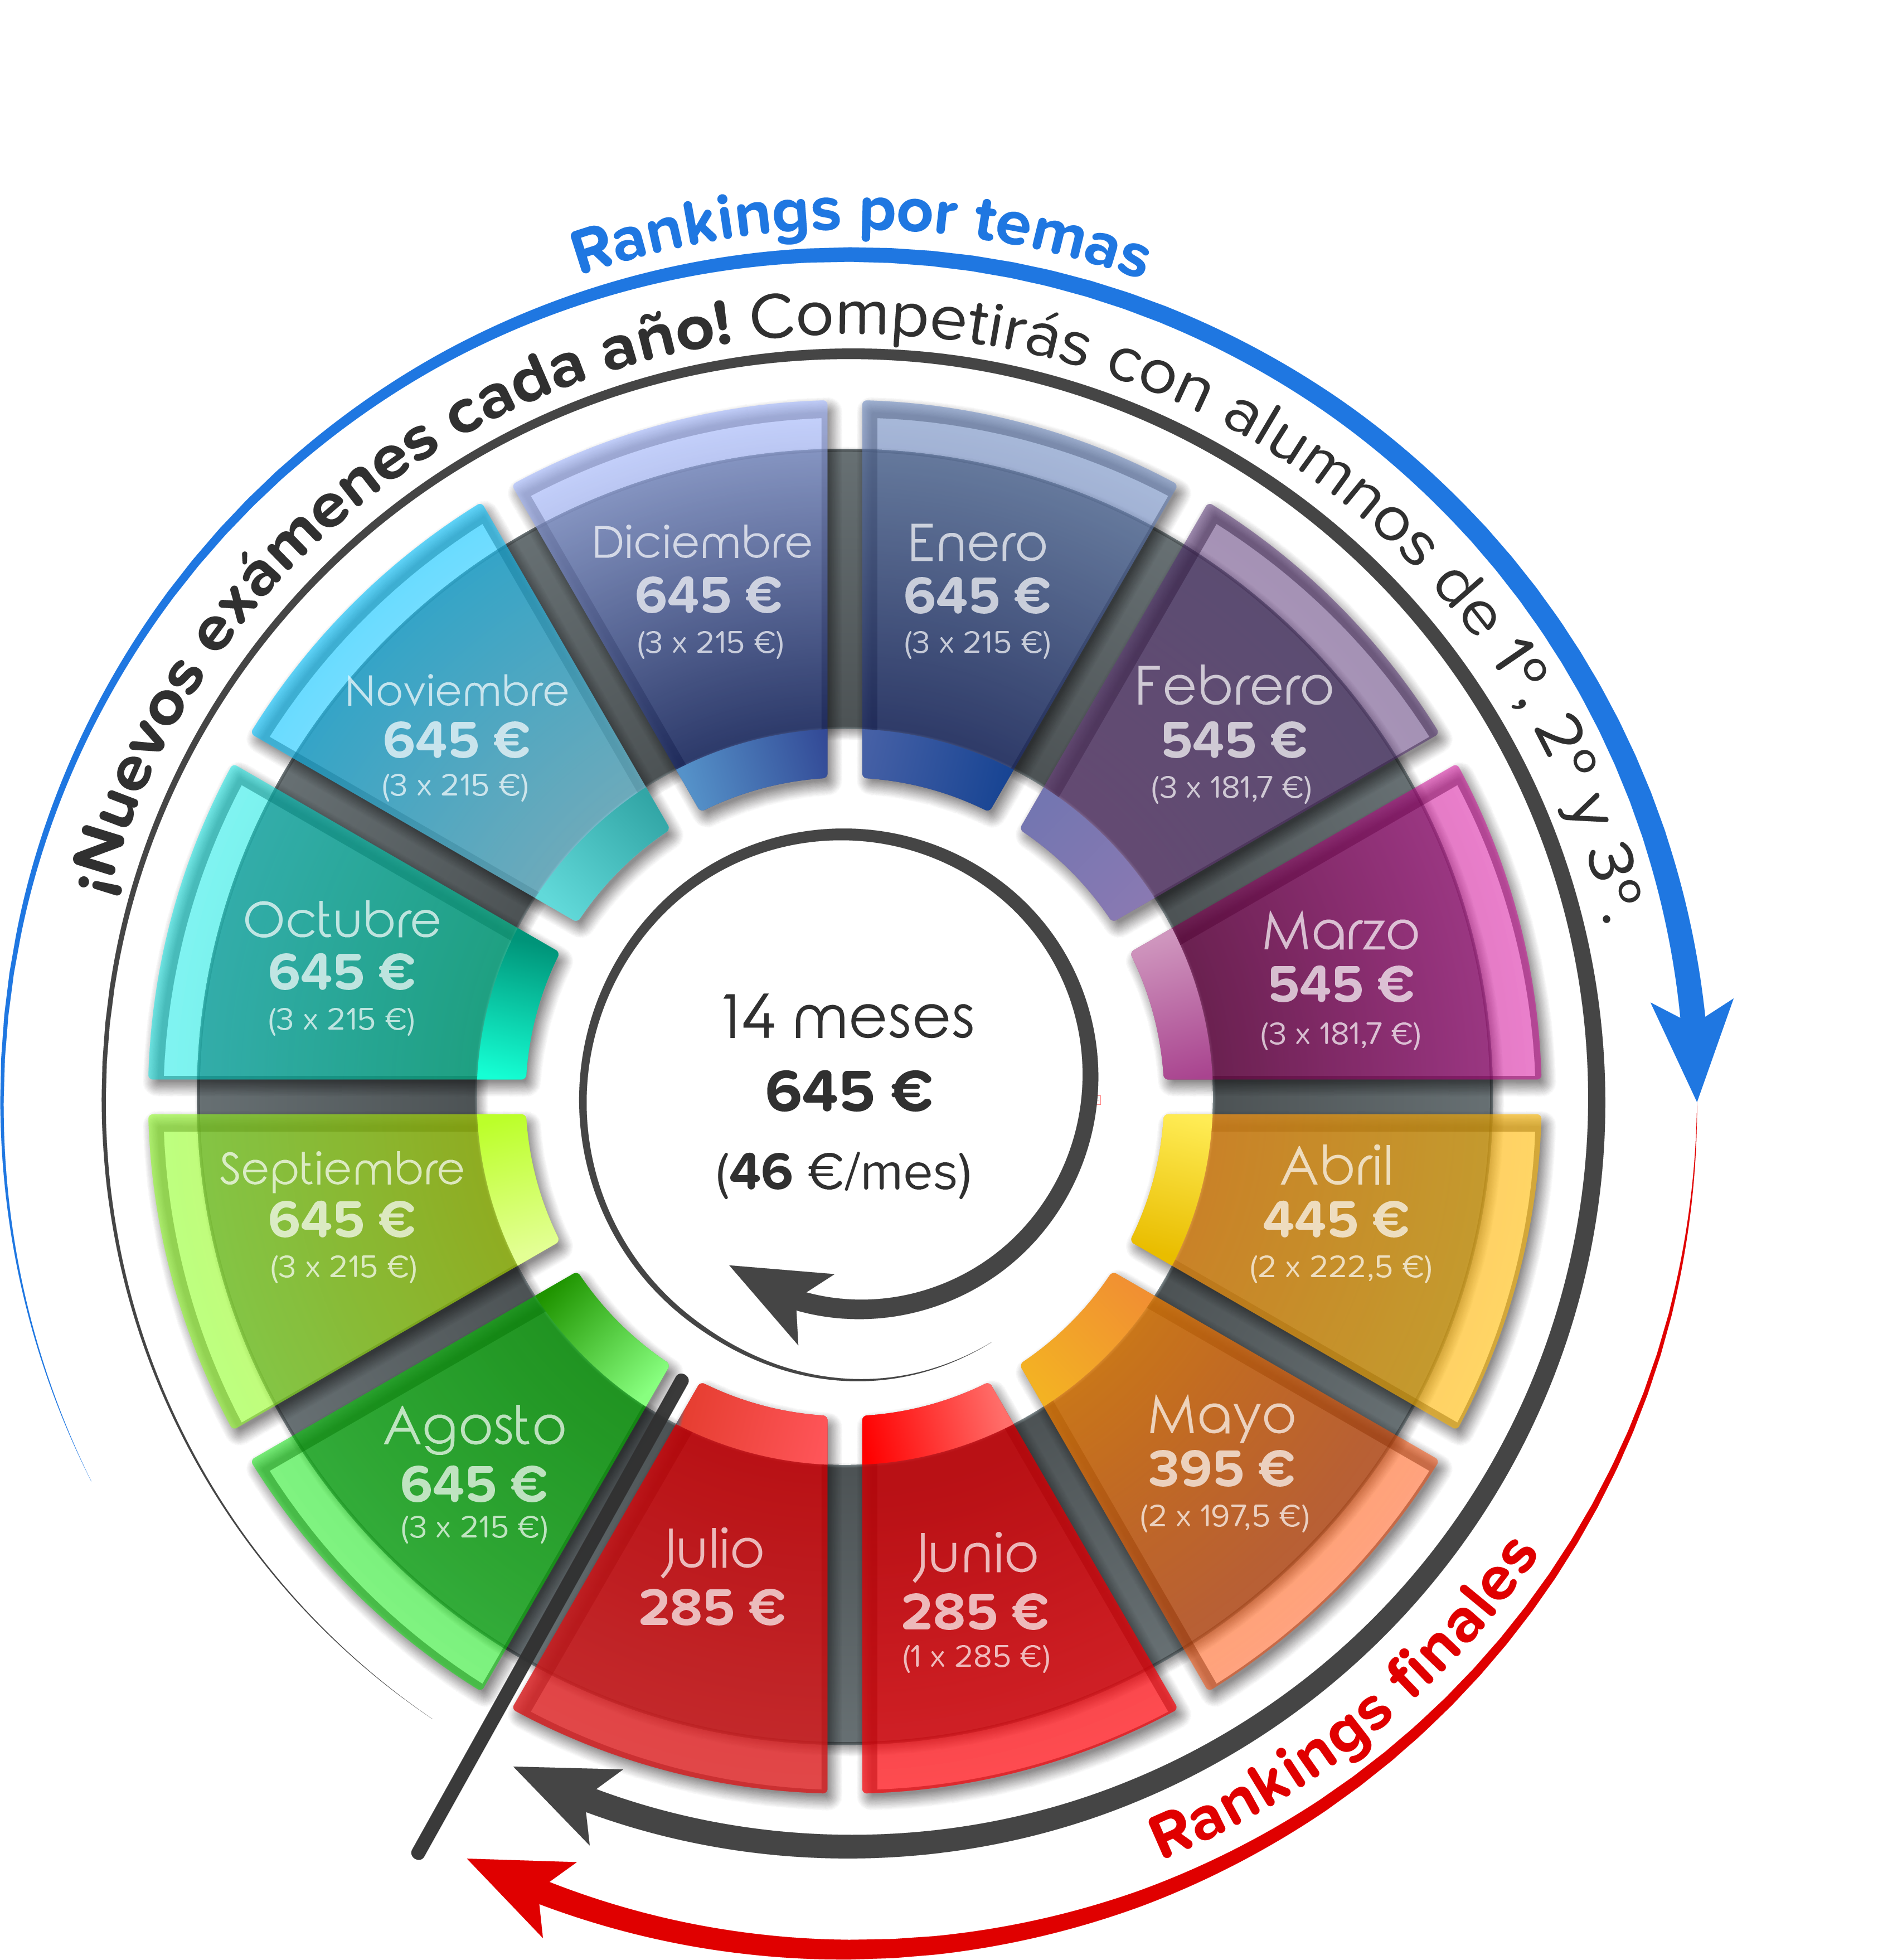 Rankings por temas
¡Nuevos exámenes cada año! Competirás con alumnos de 1º, 2º y 3º.
Diciembre
645 €
(3 x 215 €)
Enero
645 €
(3 x 215 €)
Noviembre
645 €
(3 x 215 €)
Febrero
545 €
(3 x 181,7 €)
Octubre
645 €
(3 x 215 €)
Marzo
545 €
(3 x 181,7 €)
14 meses
645 €
(46 €/mes)
Septiembre
645 €
(3 x 215 €)
Abril
445 €
(2 x 222,5 €)
Agosto
645 €
(3 x 215 €)
Mayo
395 €
(2 x 197,5 €)
Julio
285 €
Junio
285 €
(1 x 285 €)
Rankings finales